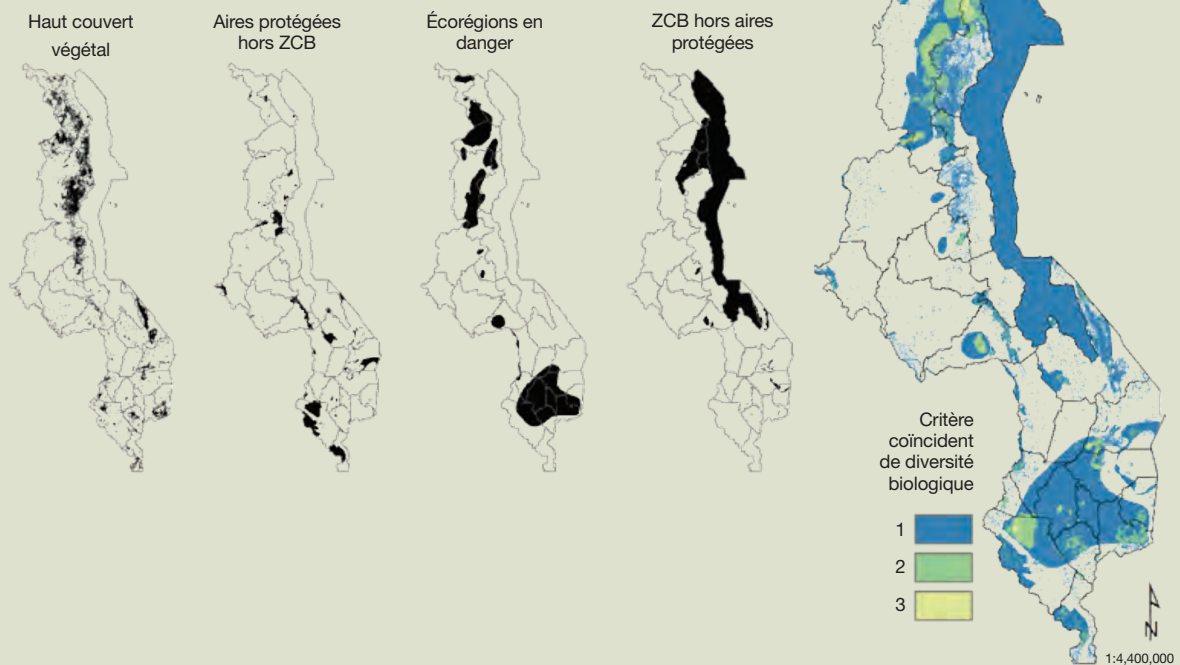 Haut couvert
végétal
Aires protégées
hors ZCB
Écorégions en
danger
ZCB hors aires
protégées
Critère
coïncident
de diversité
biologique
1
2
3
N
1:4,400,000